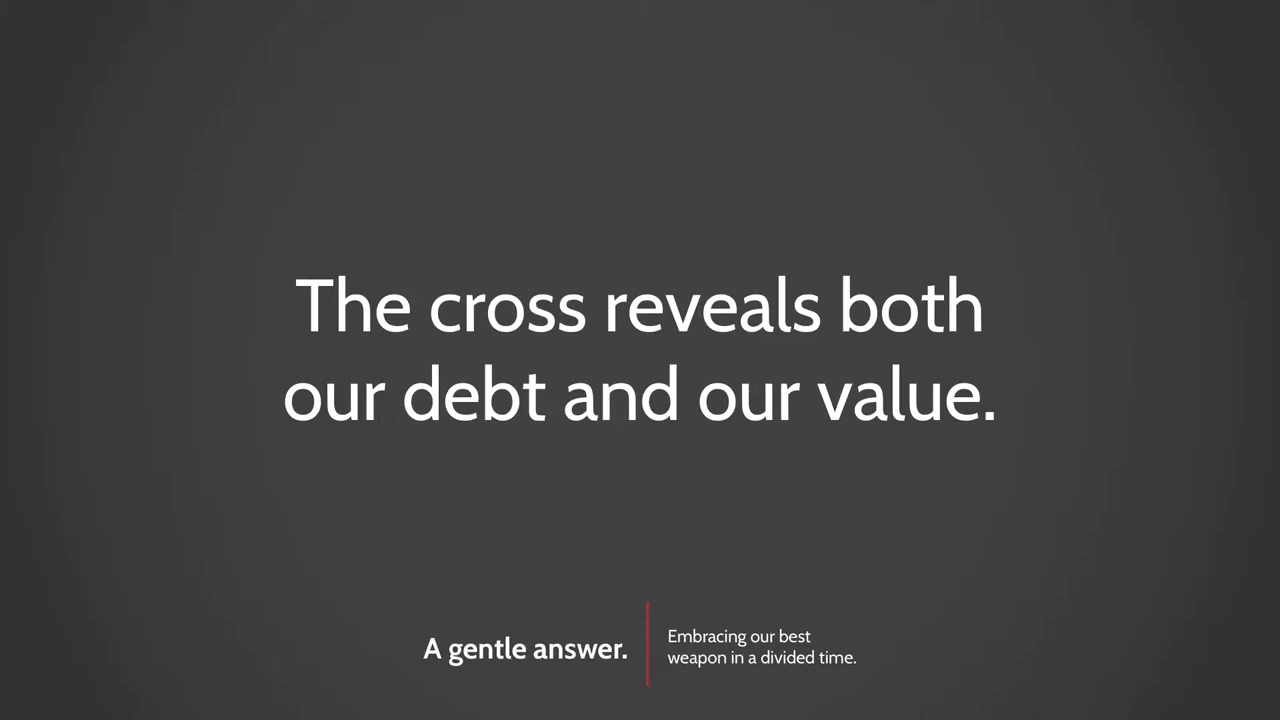 The cross reveals both
our debt and our value.
A gentle answer.
Embracing our best
weapon in a divided time.